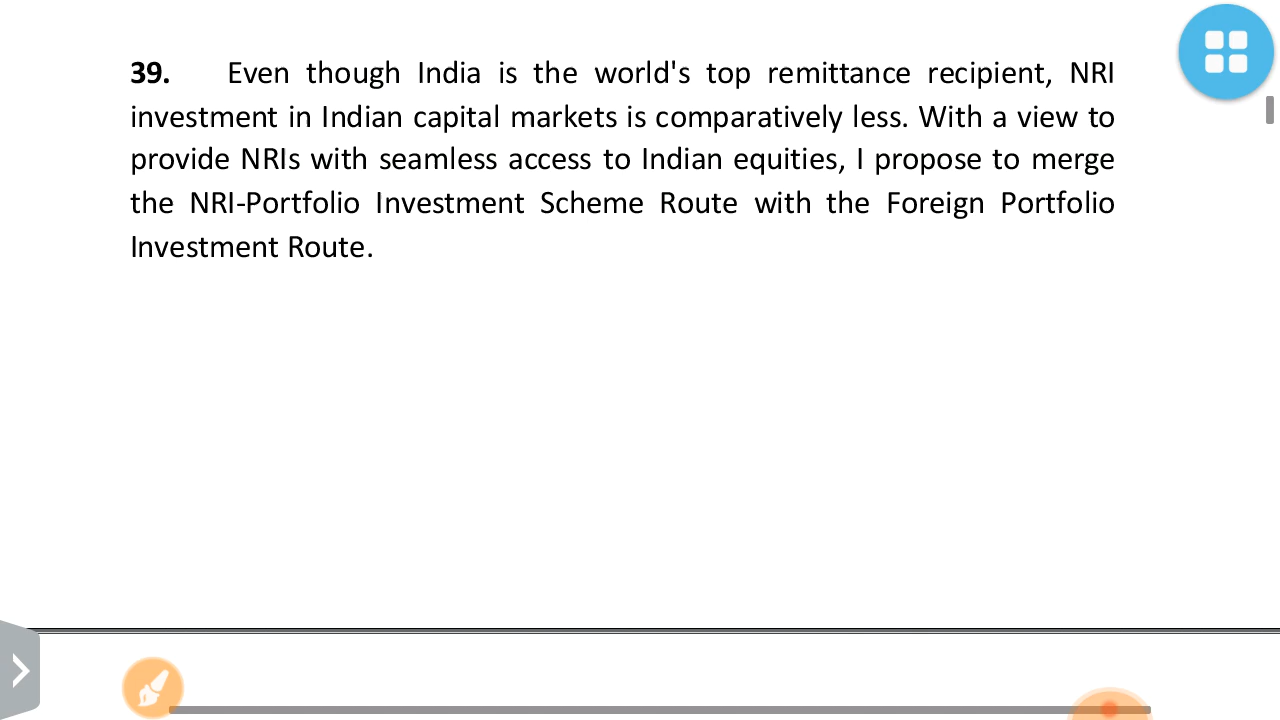 39. Even though India is the world's top remittance recipient, NRI
investment in Indian capital markets is comparatively less. With a view to
provide NRIs with seamless access to Indian equities, I propose to merge
the NRI-Portfolio Investment Scheme Route with the Foreign Portfolio
Investment Route.